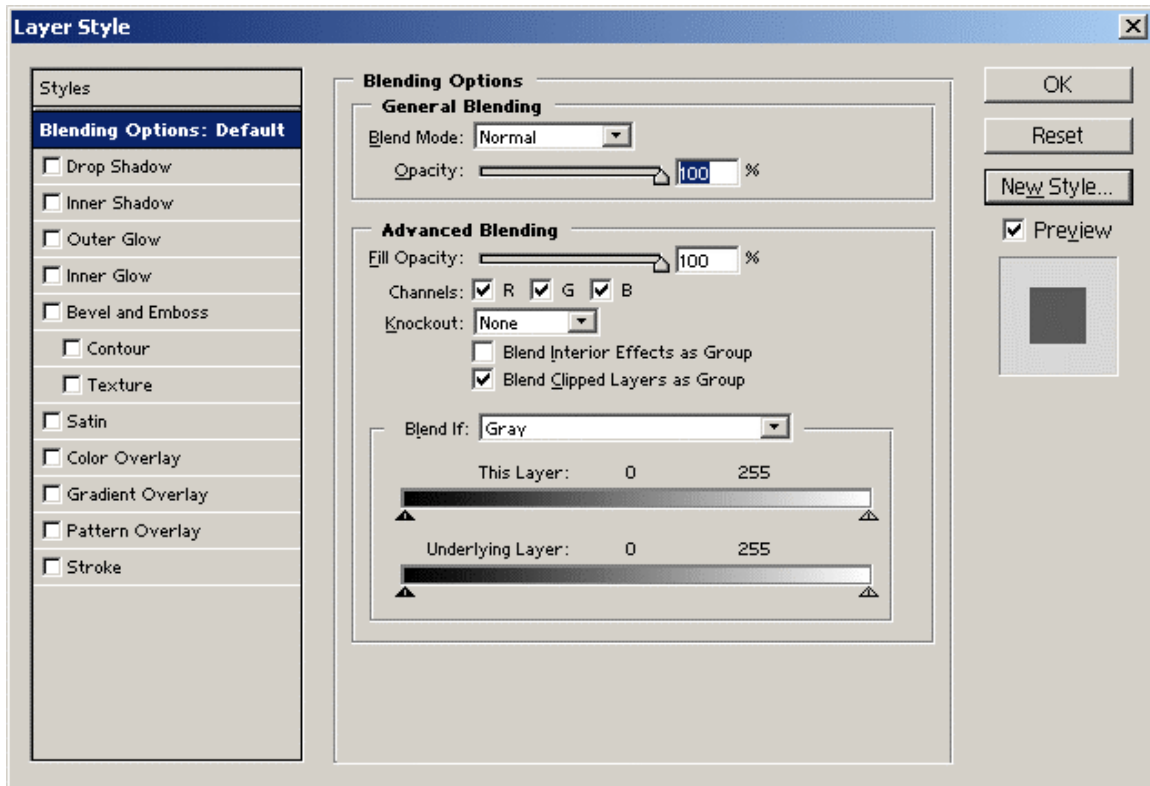 Layer Style
Styles
Blending Options: Default
Drop Shadow
Inner Shadow
Outer Glow
Inner Glow
Bevel and Emboss
Contour
Texture
Satin
Color Overlay
Gradient Overlay
Pattern Overlay
Stroke
Blending Options
General Blending
Blend Mode: Normal
Opacity: 100 %
Advanced Blending
Fill Opacity: 100 %
Channels: R G B
Knockout: None
Blend Interior Effects as Group
Blend Clipped Layers as Group
Blend If: Gray
This Layer: 0 255
Underlying Layer: 0 255
OK
Reset
New Style...
Preview